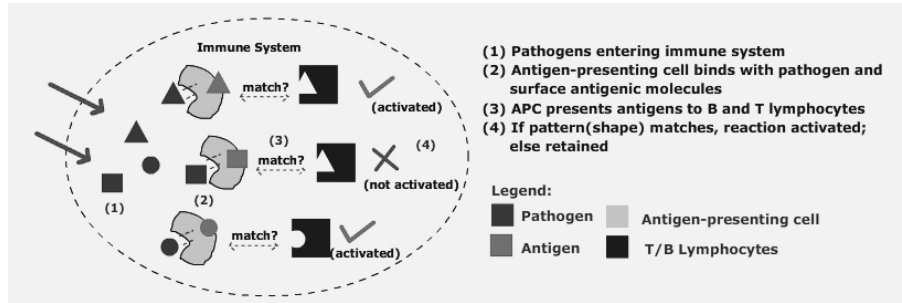 Immune System
match?
(activated)
(3)
(4)
match?
(not activated)
(1)
(2)
match?
(activated)
(1) Pathogens entering immune system
(2) Antigen-presenting cell binds with pathogen and
surface antigenic molecules
(3) APC presents antigens to B and T lymphocytes
(4) If pattern(shape) matches, reaction activated;
else retained
Legend:
Pathogen
Antigen-presenting cell
Antigen
T/B Lymphocytes